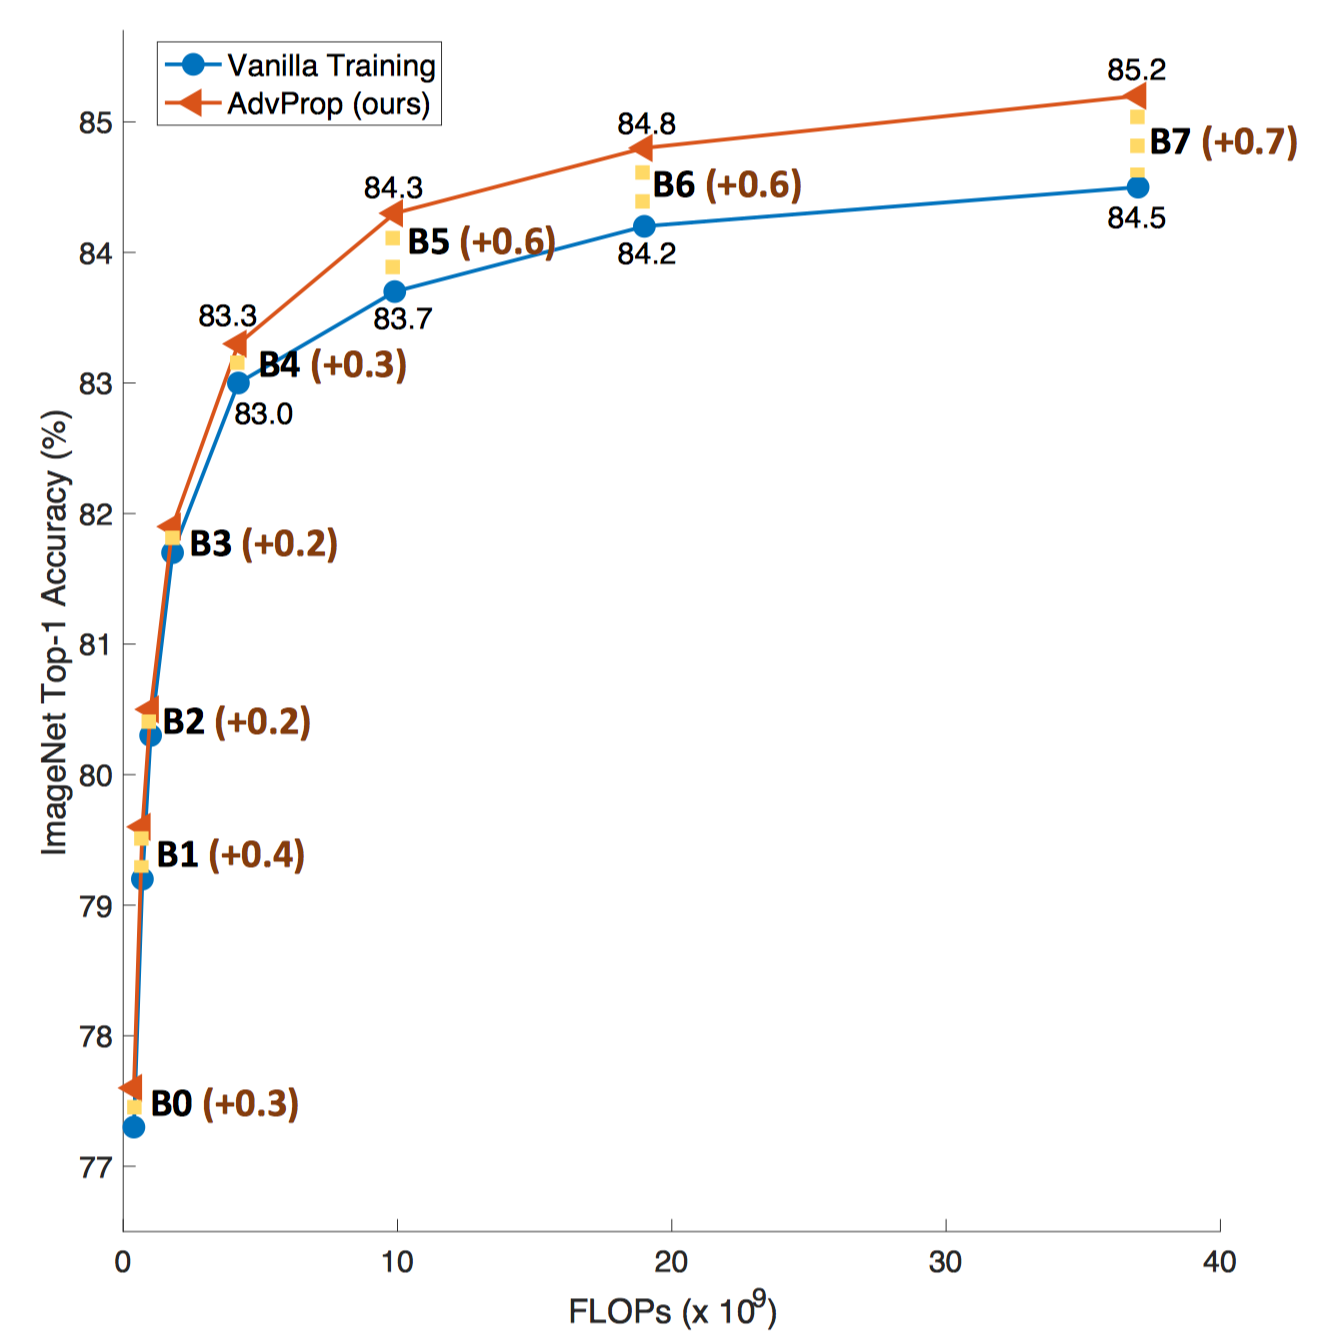 Vanilla Training
AdvProp (ours)
85.2
85
84.8
B7 (+0.7)
84.3
B6 (+0.6)
84.5
B5 (+0.6)
84
84.2
83.3
83.7
B4 (+0.3)
83
83.0
82
B3 (+0.2)
81
B2 (+0.2)
80
B1 (+0.4)
79
78
B0 (+0.3)
77
ImageNet Top-1 Accuracy (%)
0 10 20 30 40
FLOPs (x 10⁹)